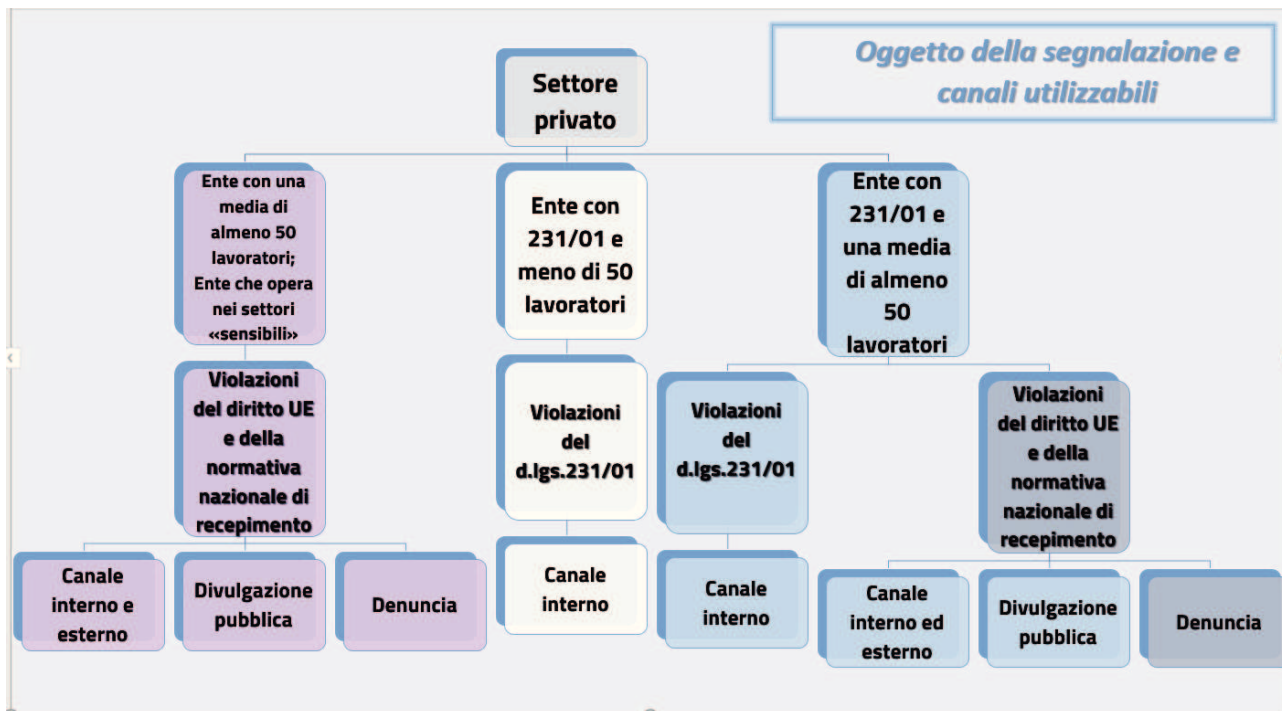 Oggetto della segnalazione e
canali utilizzabili
Settore
privato
Ente con una
media di
almeno 50
lavoratori;
Ente che opera
nei settori
«sensibili»
Ente con
231/01 e
meno di 50
lavoratori
Ente con
231/01 e
una media
di almeno
50
lavoratori
Violazioni
del diritto UE
e della
normativa
nazionale di
recepimento
Violazioni
del
d.lgs.231/01
Violazioni
del
d.lgs.231/01
Violazioni
del diritto UE
e della
normativa
nazionale di
recepimento
Canale
interno e
esterno
Divulgazione
pubblica
Denuncia
Canale
interno
Canale
interno
Canale
interno ed
esterno
Divulgazione
pubblica
Denuncia